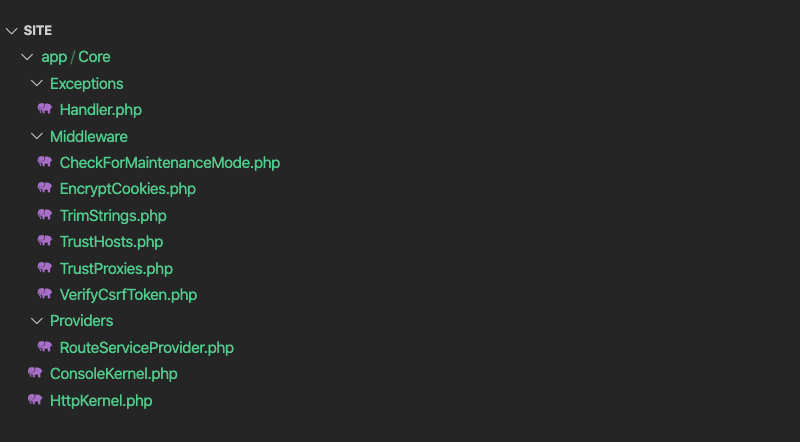 SITE
app / Core
Exceptions
Handler.php
Middleware
CheckForMaintenanceMode.php
EncryptCookies.php
TrimStrings.php
TrustHosts.php
TrustProxies.php
VerifyCsrfToken.php
Providers
RouteServiceProvider.php
ConsoleKernel.php
HttpKernel.php